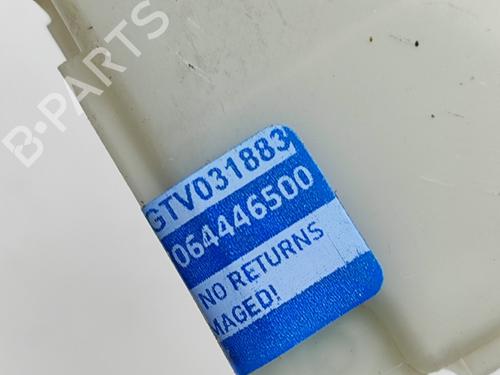 B-PARTS
GTV031883
064446500
NO RETURNS
MAGED!